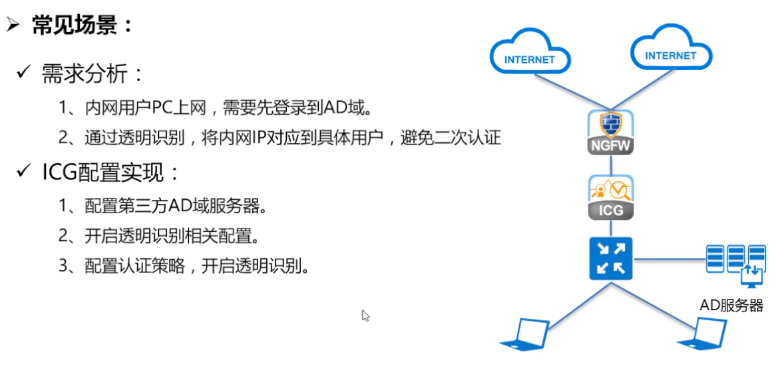 常见场景：
需求分析：
1、内网用户PC上网，需要先登录到AD域。
2、通过透明识别，将内网IP对应到具体用户，避免二次认证
ICG配置实现：
1、配置第三方AD域服务器。
2、开启透明识别相关配置。
3、配置认证策略，开启透明识别。
INTERNET
INTERNET
NGFW
ICG
AD服务器